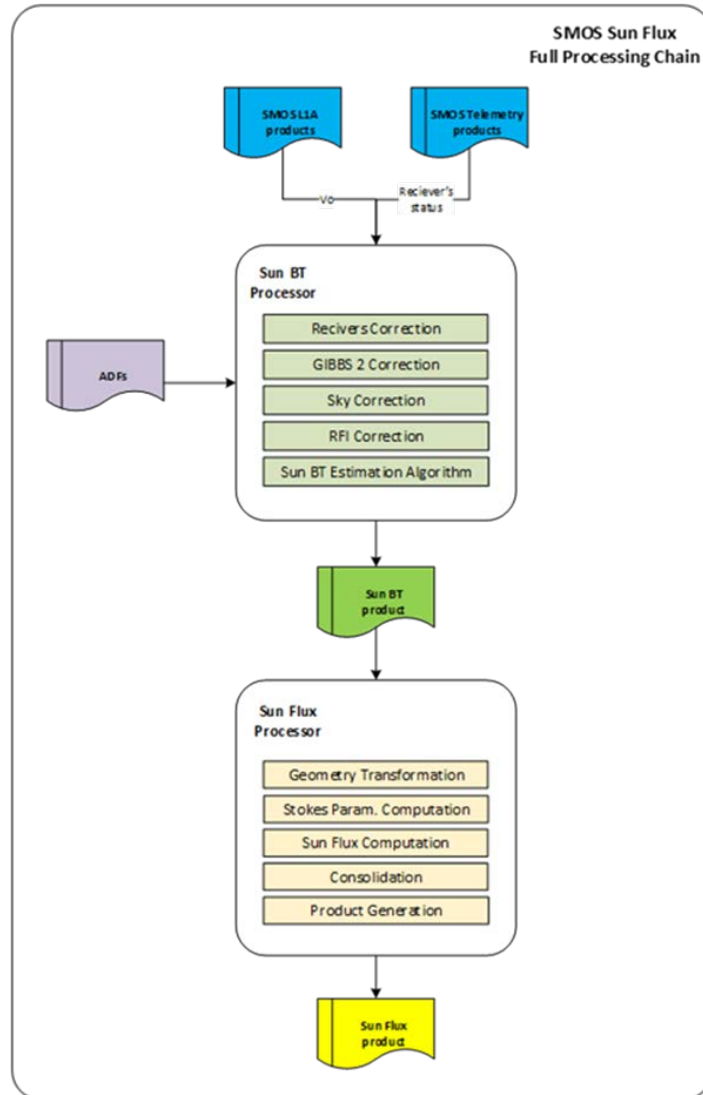 SMOS Sun Flux
Full Processing Chain
SMOS L1A
products
SMOS Telemetry
products
Vo
Reciever's
status
Sun BT
Processor
Recivers Correction
GIBBS 2 Correction
Sky Correction
RFI Correction
Sun BT Estimation Algorithm
ADFs
Sun BT
product
Sun Flux
Processor
Geometry Transformation
Stokes Param. Computation
Sun Flux Computation
Consolidation
Product Generation
Sun Flux
product